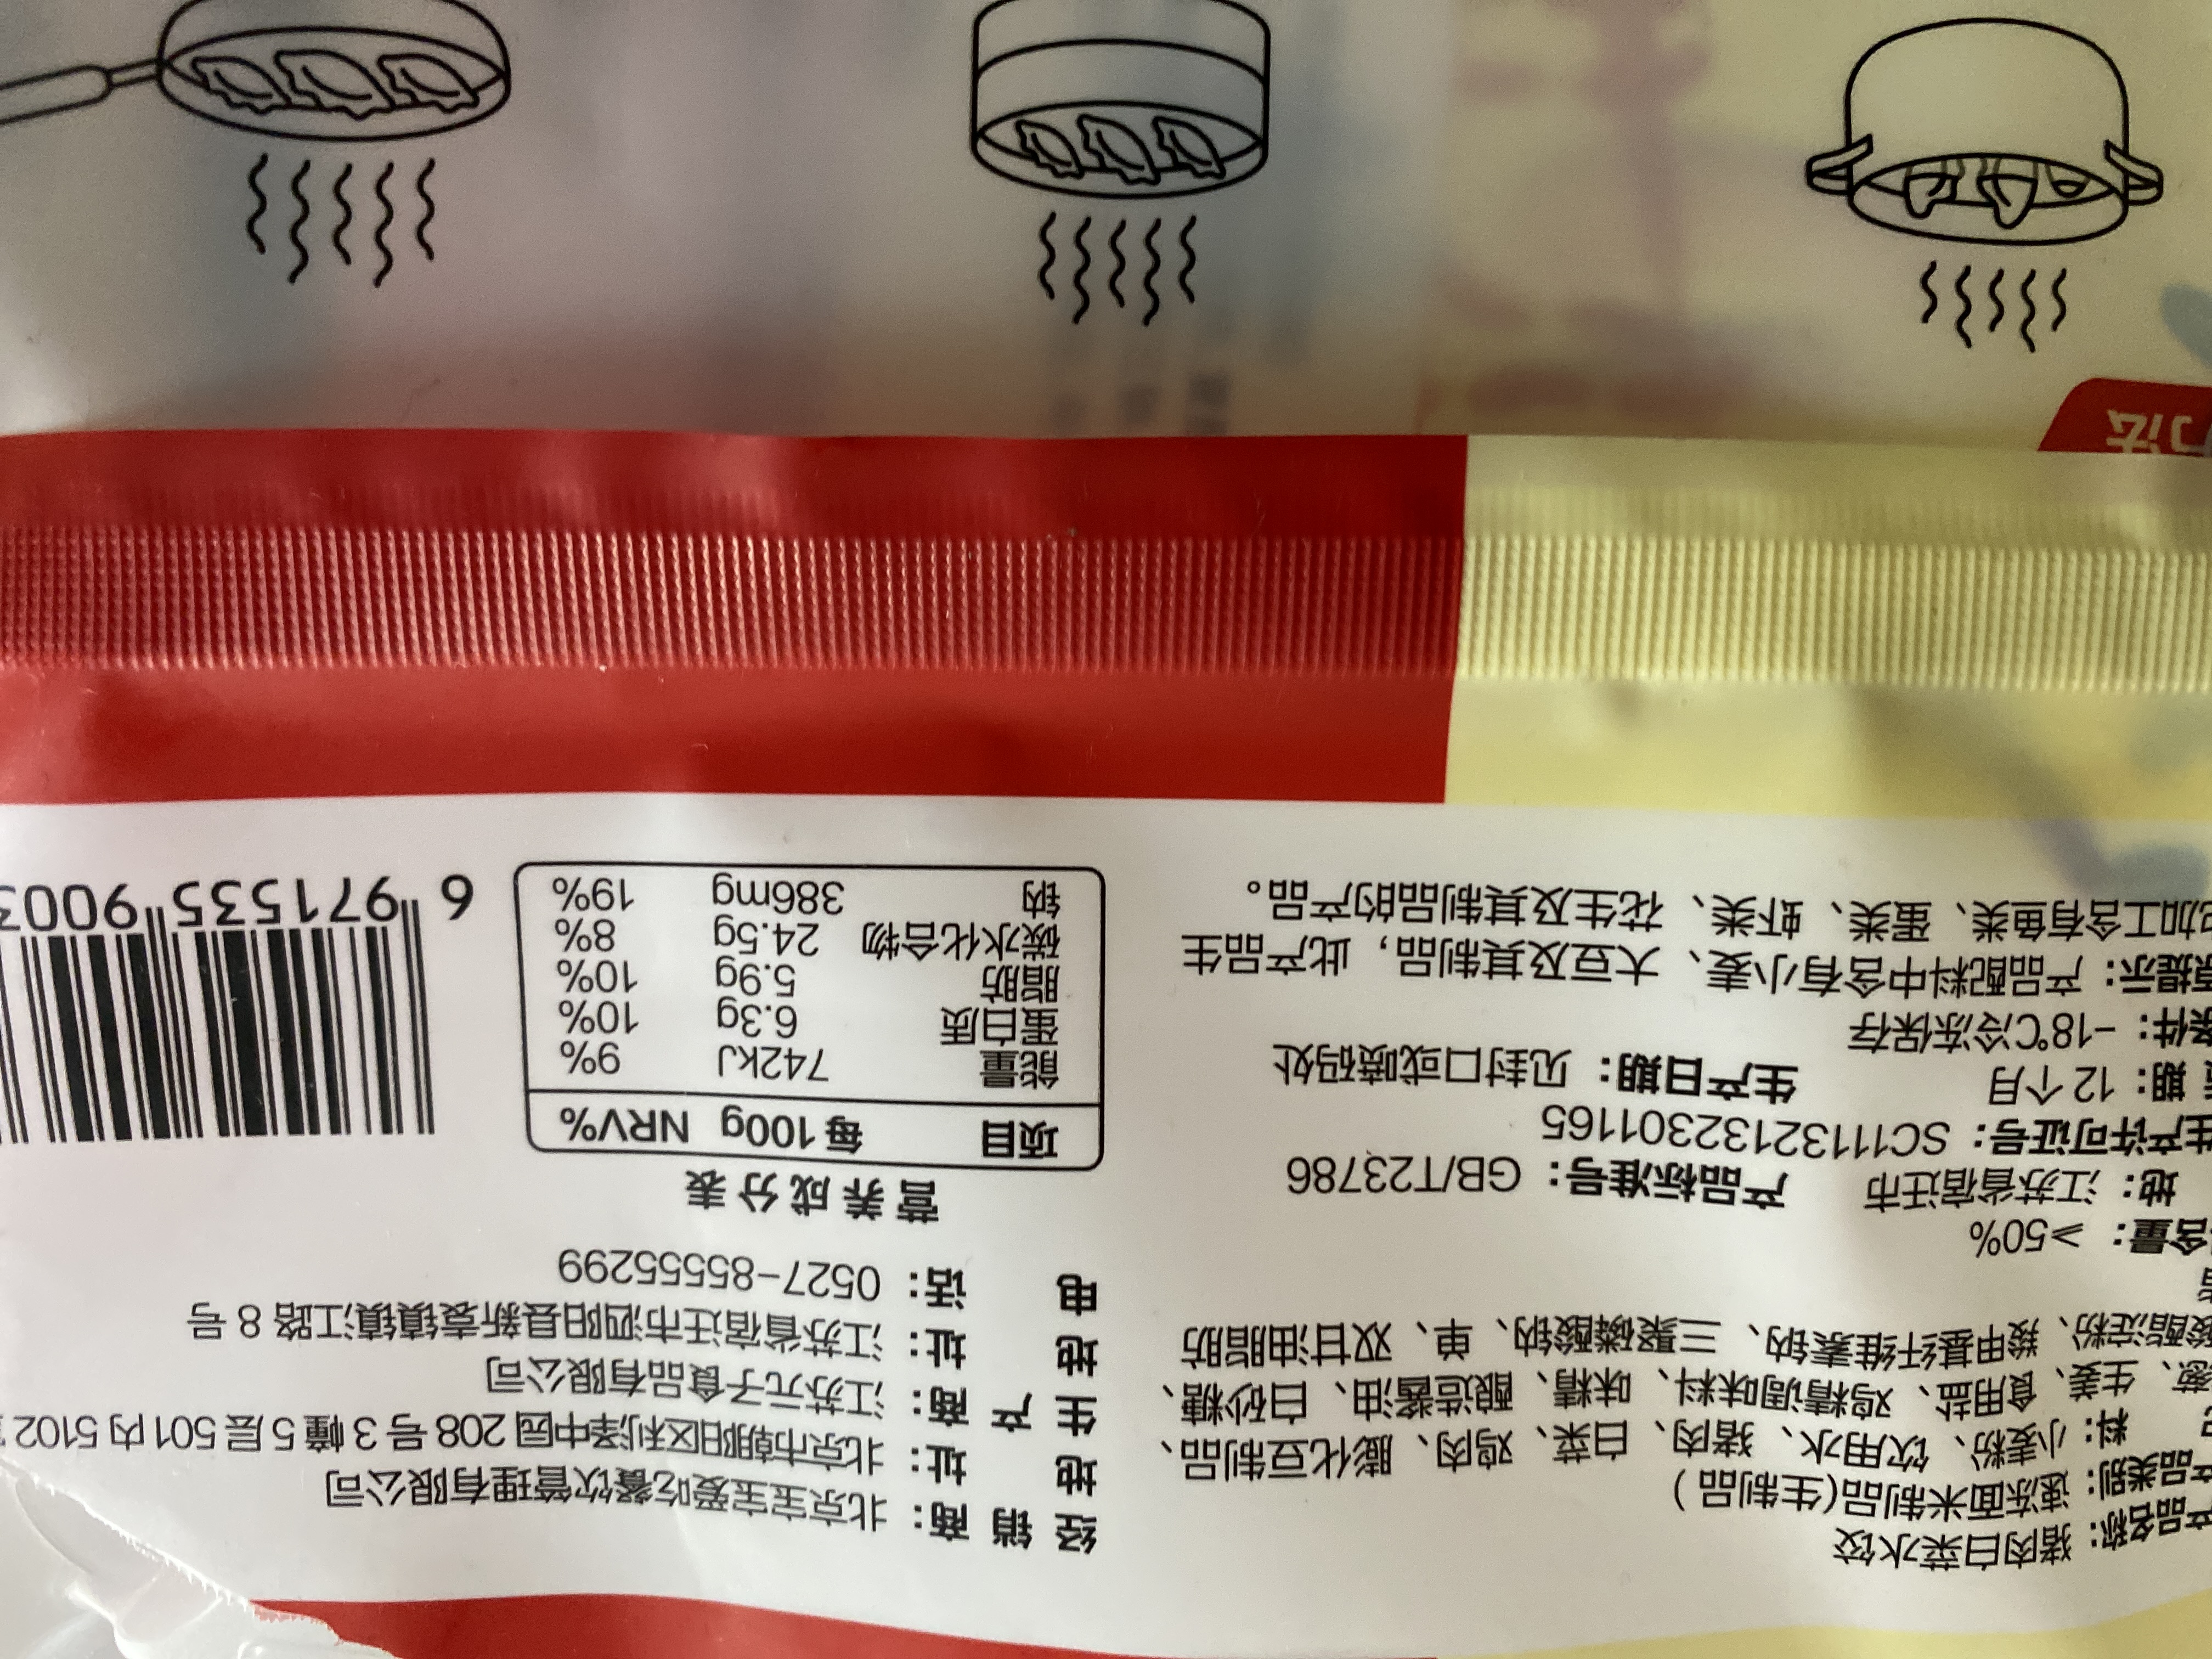 产品名称：猪肉白菜水饺
产品类别：速冻面米制品(生制品)
料：小麦粉、饮用水、猪肉、白菜、鸡肉、膨化豆制品、
葱、生姜、食用盐、鸡精调味料、味精、酿造酱油、白砂糖、
酸酯淀粉、羧甲基纤维素钠、三聚磷酸钠、单、双甘油脂肪
含量：≥50%
地：江苏省宿迁市 产品标准号：GB/T23786
生产许可证号：SC11132132301165
期：12个月 生产日期：见封口或喷码处
条件：-18℃冷冻保存
提示：产品配料中含有小麦、大豆及其制品，此产品生
加工含有鱼类、蛋类、虾类、花生及其制品的产品。
经销商：北京宝宝爱吃餐饮管理有限公司
地址：北京市朝阳区利泽中园208号3幢5层501内5102
生产商：江苏元子食品有限公司
地址：江苏省宿迁市泗阳县新袁镇镇江路8号
电话：0527-85555299
营养成分表
项目 每100g NRV%
能量 742kJ 9%
蛋白质 6.3g 10%
脂肪 5.9g 10%
碳水化合物 24.5g 8%
钠 386mg 19%
6 971535 9003
方法